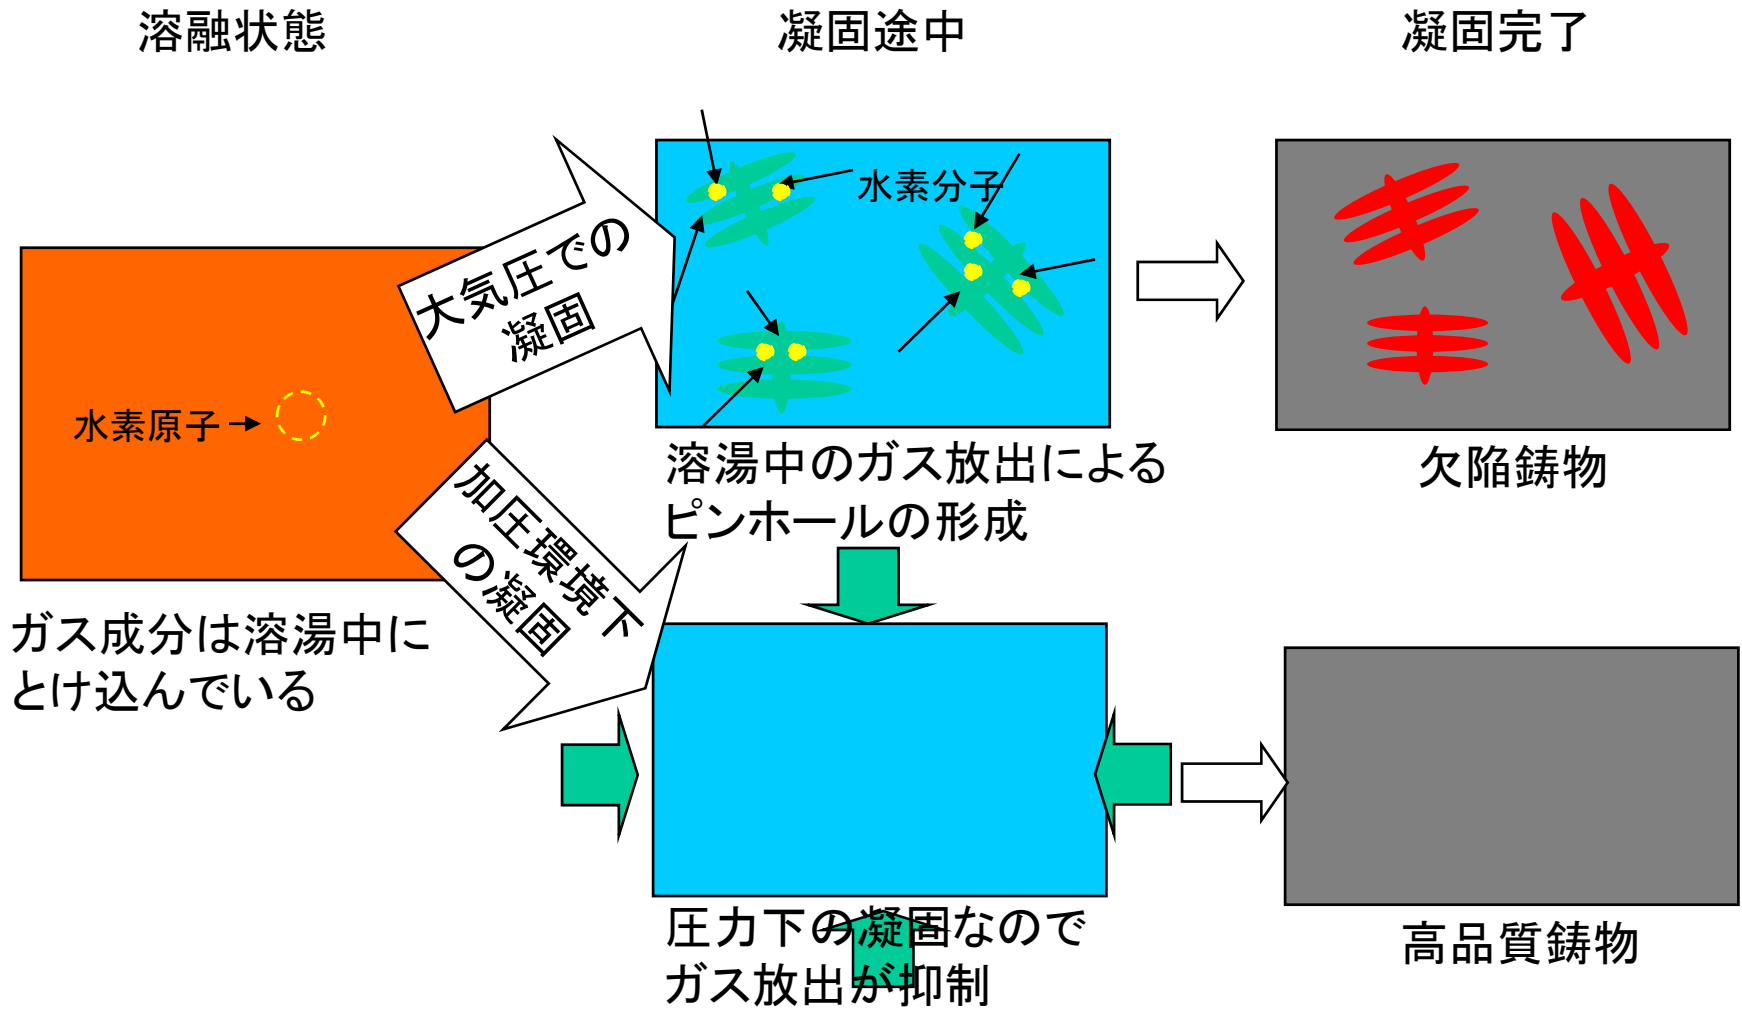 溶融状態
凝固途中
凝固完了
大気圧での
凝固
水素分子
水素原子
加圧環境下
の凝固
溶湯中のガス放出による
ピンホールの形成
欠陥鋳物
ガス成分は溶湯中に
とけ込んでいる
圧力下の凝固なので
ガス放出が抑制
高品質鋳物